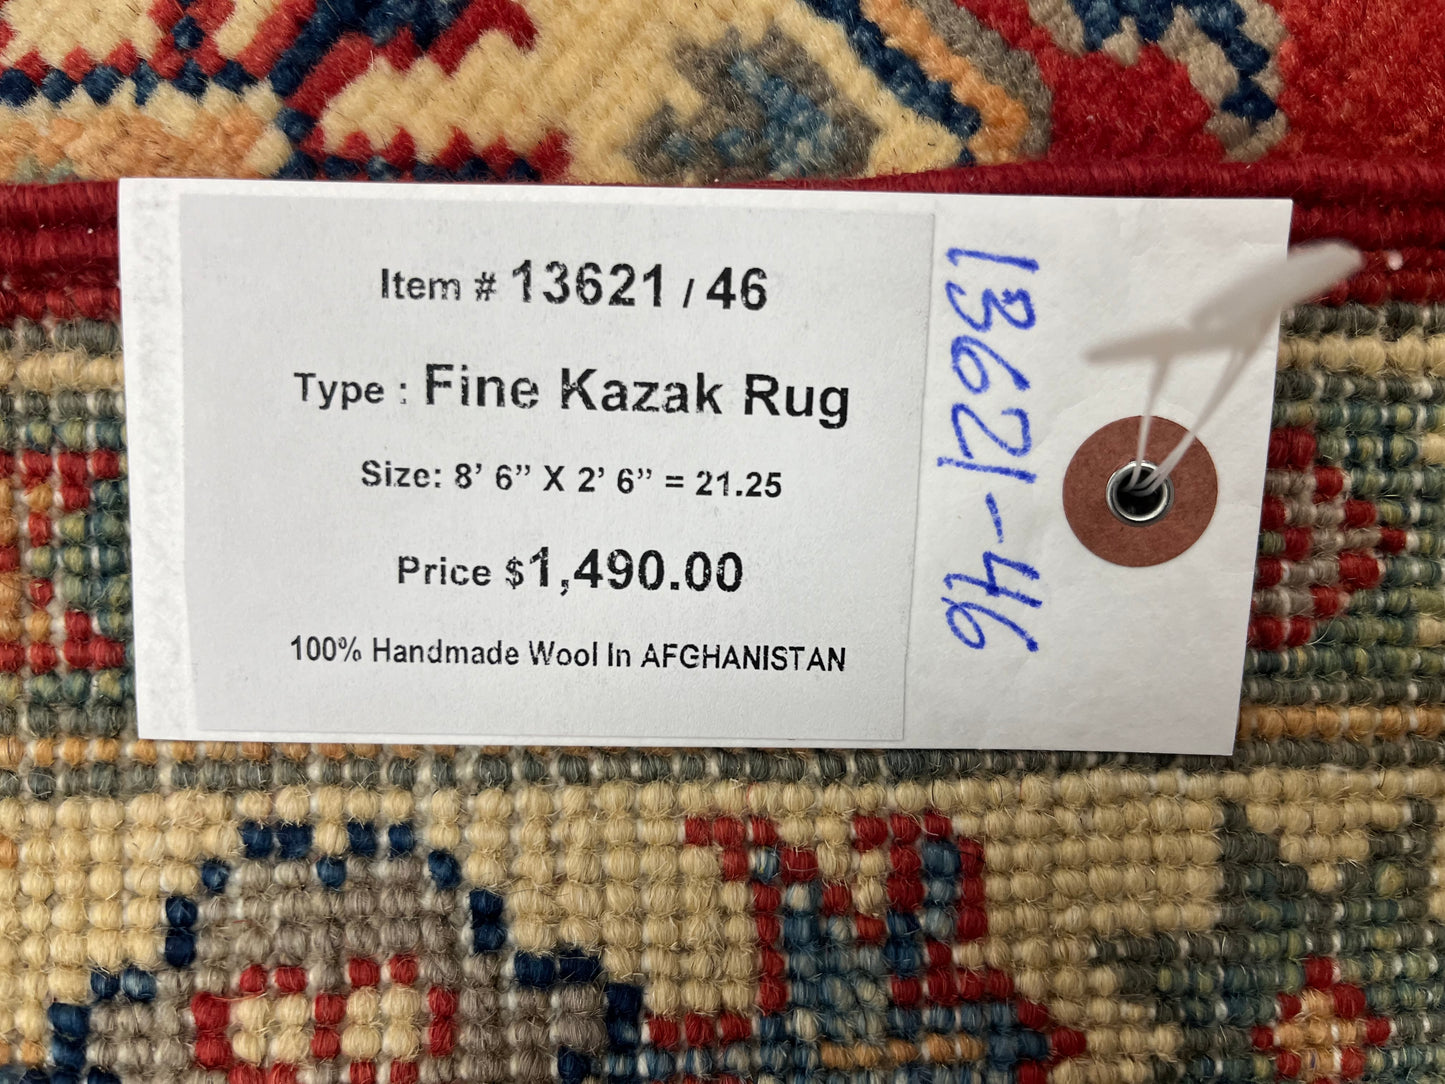 Item # 13621 / 46
Type : Fine Kazak Rug
Size: 8’ 6” X 2’ 6” = 21.25
Price $1,490.00
100% Handmade Wool In AFGHANISTAN
13621-46